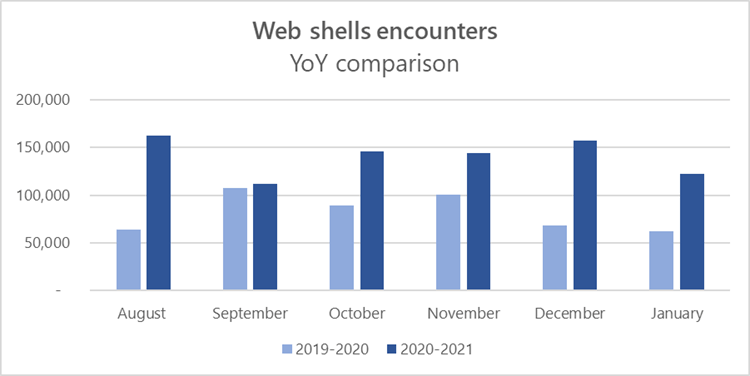 Web shells encounters
YoY comparison
200,000
150,000
100,000
50,000
-
August September October November December January
2019-2020 2020-2021